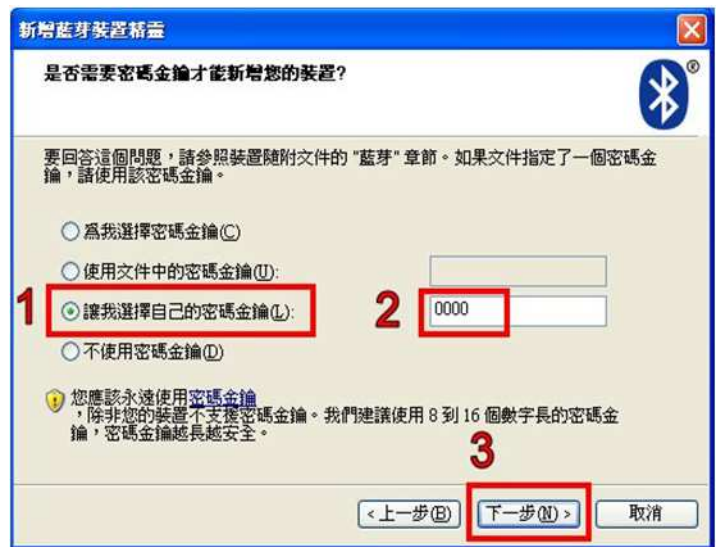 新增藍芽裝置精靈
是否需要密碼金鑰才能新增您的裝置?
®
要回答這個問題，請參照裝置隨附文件的 "藍芽" 章節。如果文件指定了一個密碼金
鑰，請使用該密碼金鑰。
為我選擇密碼金鑰(C)
使用文件中的密碼金鑰(U):
1 讓我選擇自己的密碼金鑰(L): 2 0000
不使用密碼金鑰(D)
您應該永遠使用密碼金鑰
，除非您的裝置不支援密碼金鑰。我們建議使用 8 到 16 個數字長的密碼金
鑰，密碼金鑰越長越安全。
3
<上一步(B) 下一步(N)> 取消